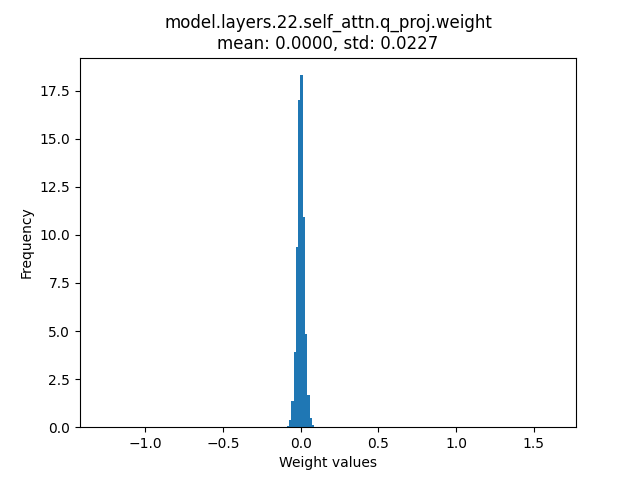 model.layers.22.self_attn.q_proj.weight
mean: 0.0000, std: 0.0227
17.5
15.0
12.5
10.0
7.5
5.0
2.5
0.0
Frequency
−1.0 −0.5 0.0 0.5 1.0 1.5
Weight values